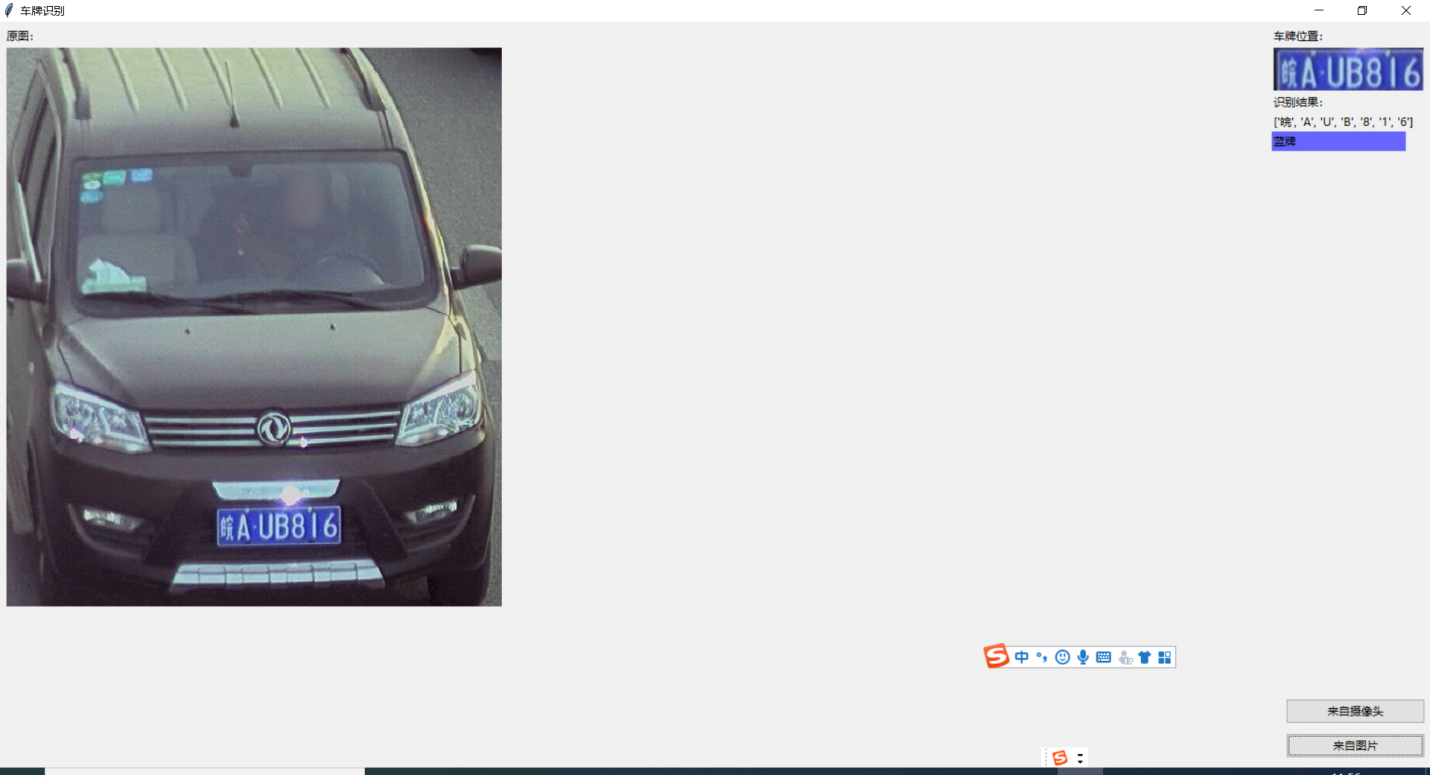 车牌识别
原图:
皖A·UB816
车牌位置:
皖A·UB816
识别结果:
['皖', 'A', 'U', 'B', '8', '1', '6']
蓝牌
中
来自摄像头
来自图片